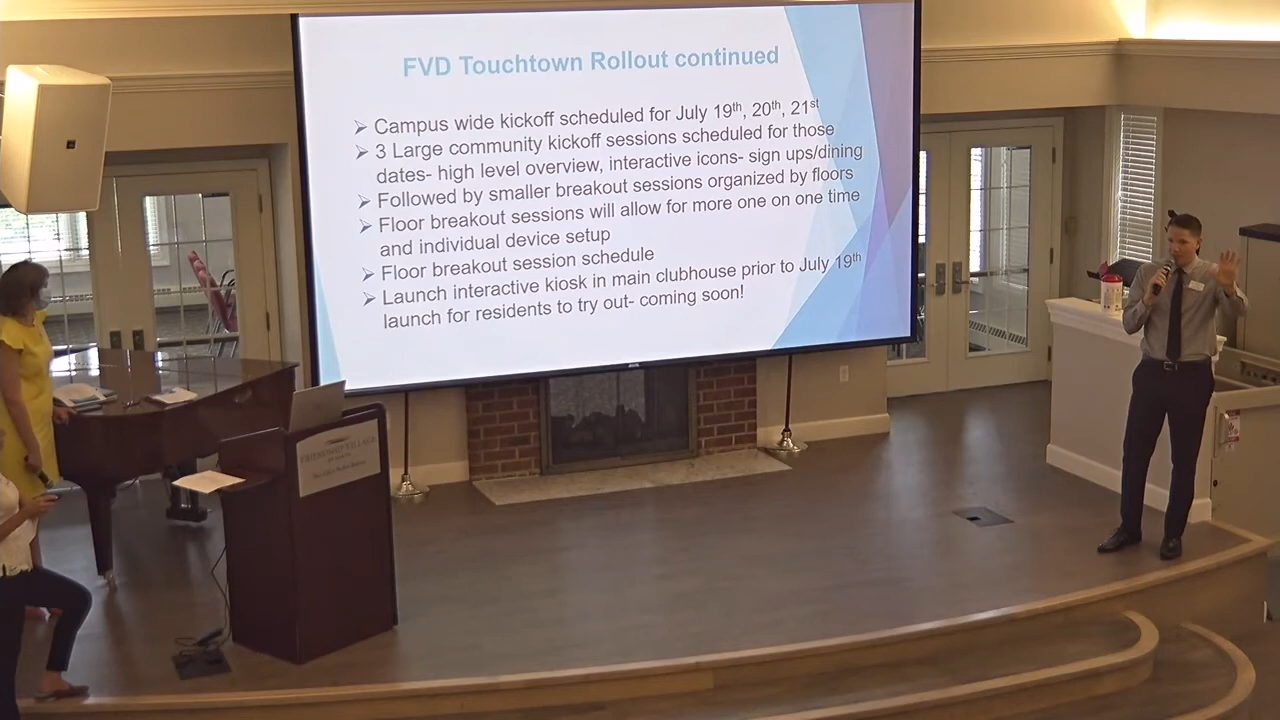 FVD Touchtown Rollout continued
➢ Campus wide kickoff scheduled for July 19th, 20th, 21st
➢ 3 Large community kickoff sessions scheduled for those
dates- high level overview, interactive icons- sign ups/dining
➢ Followed by smaller breakout sessions organized by floors
➢ Floor breakout sessions will allow for more one on one time
and individual device setup
➢ Floor breakout session schedule
➢ Launch interactive kiosk in main clubhouse prior to July 19th
launch for residents to try out- coming soon!
FRIENDSHIP VILLAGE